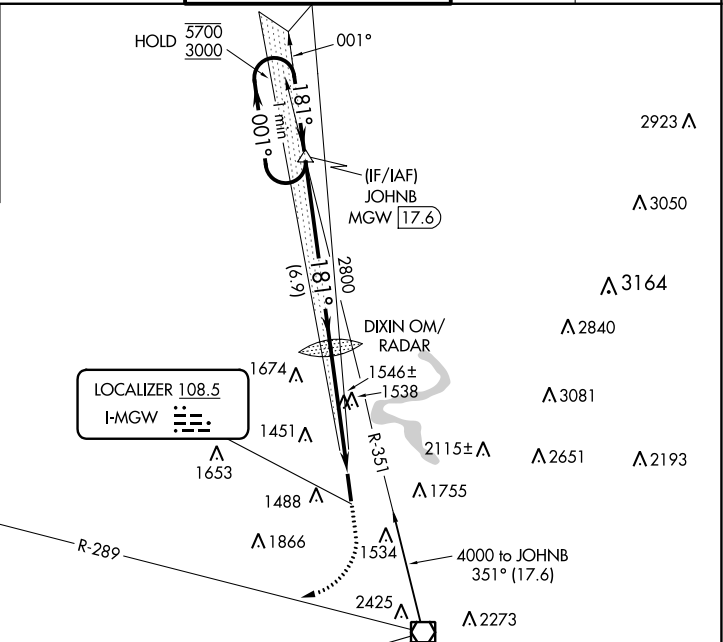 HOLD 5700
3000
001°
181°
1 min
001°
2923
(IF/IAF)
JOHNB
MGW 17.6
3050
181°
(6.9)
2800
3164
DIXIN OM/
RADAR
2840
1674
1546±
1538
3081
LOCALIZER 108.5
I-MGW
1451
R-351
2115±
2651
2193
1653
1488
1755
R-289
1866
1534
4000 to JOHNB
351° (17.6)
2425
2273